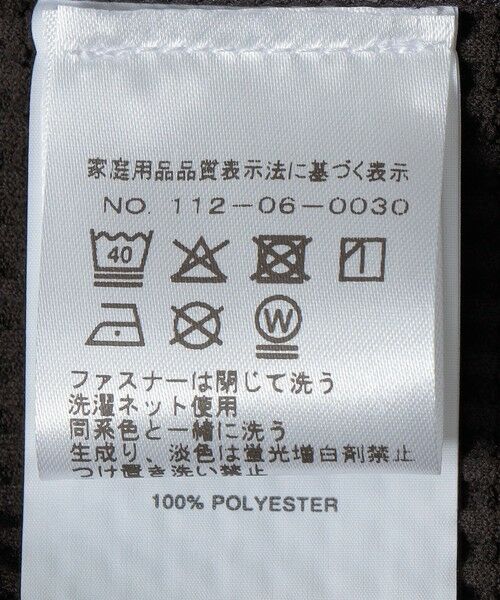 家庭用品品質表示法に基づく表示
NO. 112-06-0030
40
W
ファスナーは閉じて洗う
洗濯ネット使用
同系色と一緒に洗う
生成り、淡色は蛍光増白剤禁止
つけ置き洗い禁止
100% POLYESTER